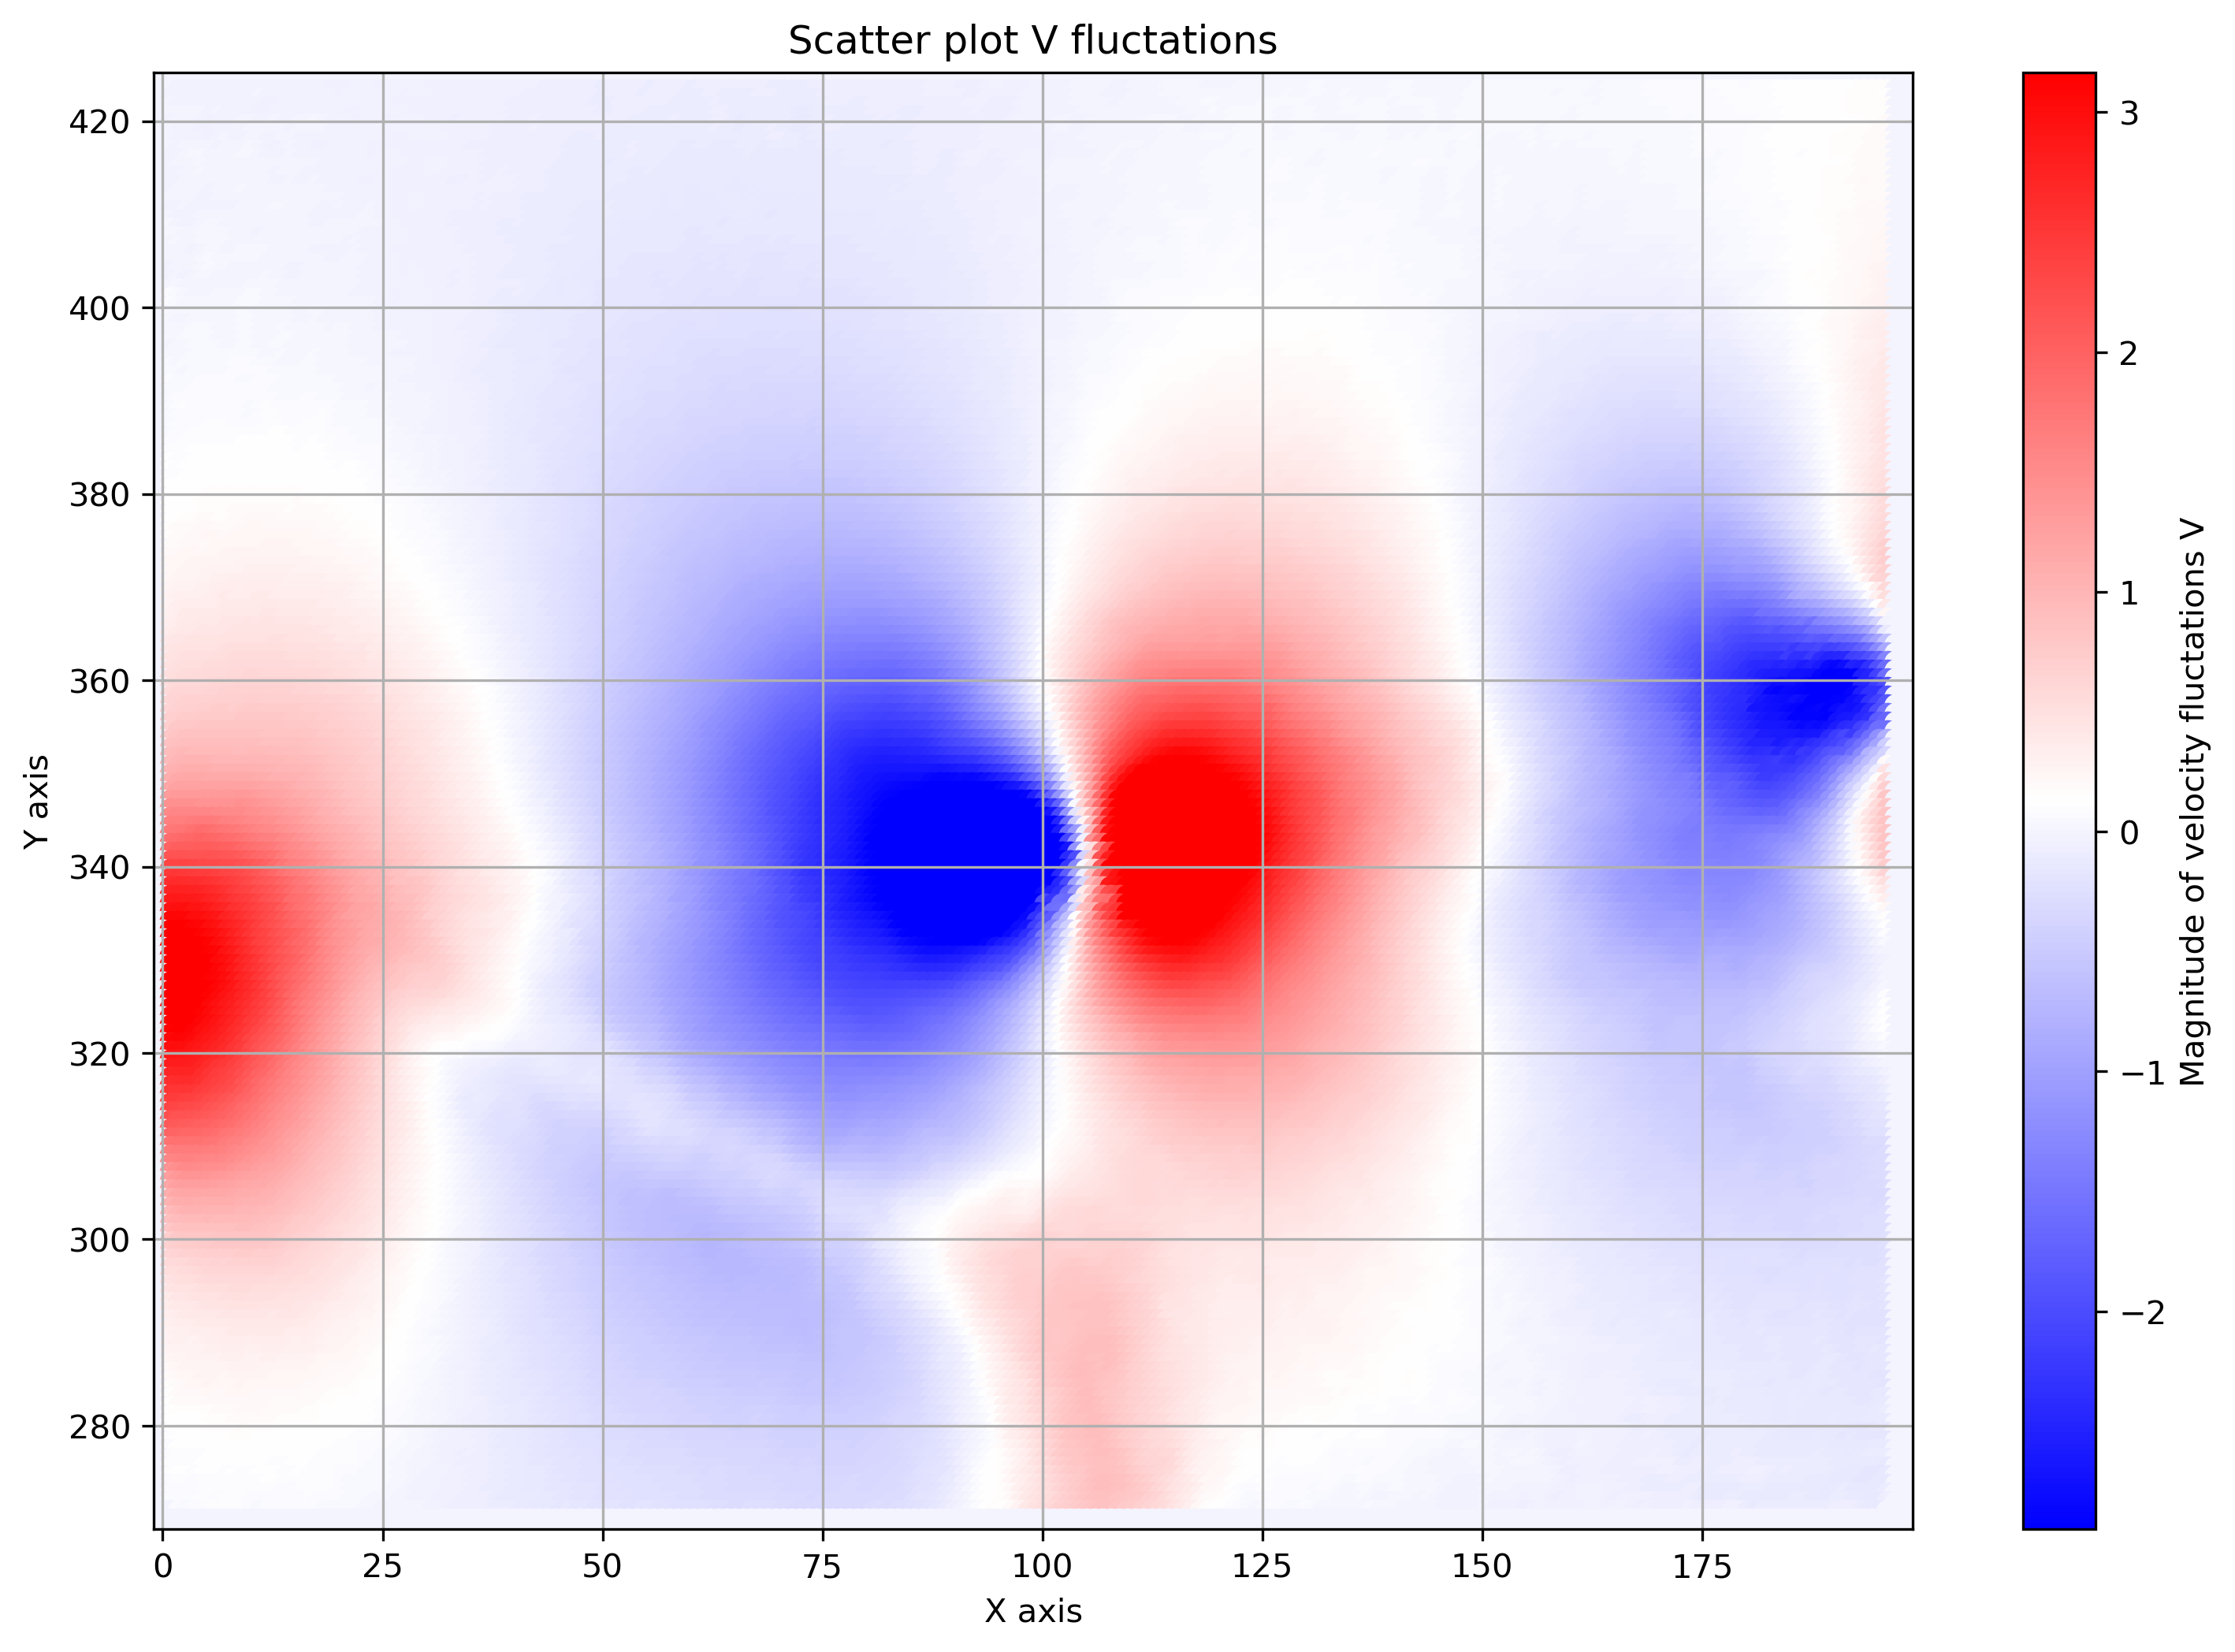 Scatter plot V fluctations
420
400
380
360
340
320
300
280
Y axis
0 25 50 75 100 125 150 175
X axis
3
2
1
0
−1
−2
Magnitude of velocity fluctations V